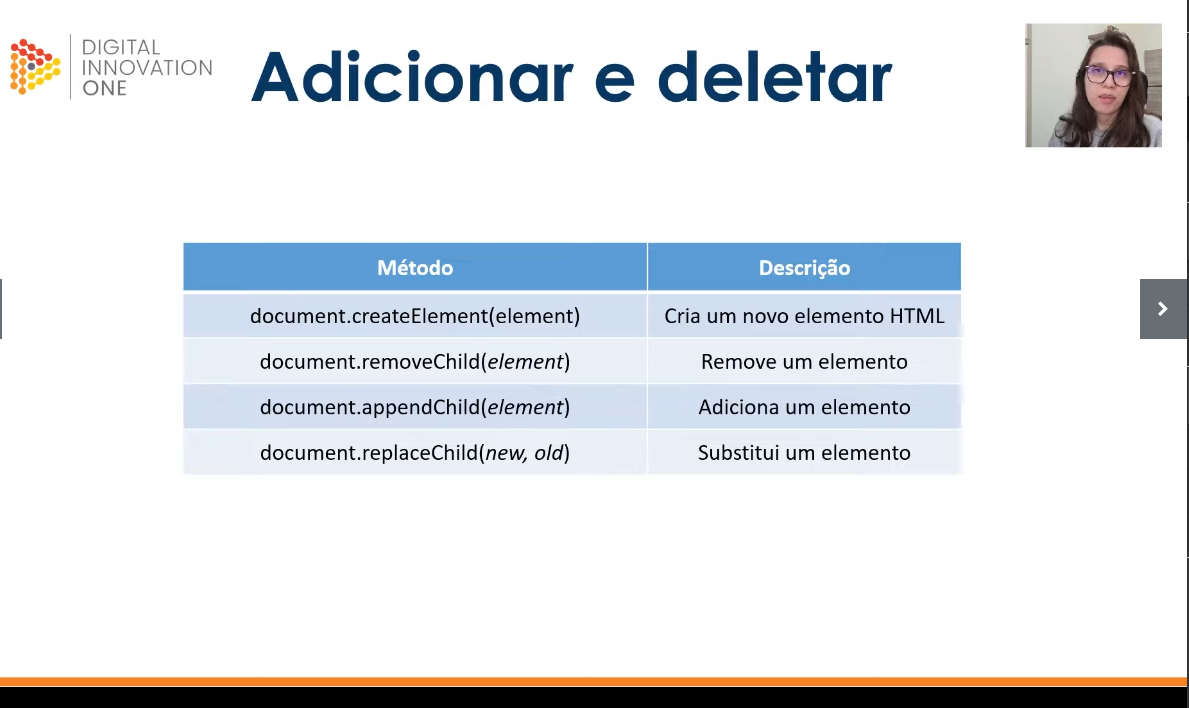 DIGITAL
INNOVATION
ONE
Adicionar e deletar
Método Descrição
document.createElement(element) Cria um novo elemento HTML
document.removeChild(element) Remove um elemento
document.appendChild(element) Adiciona um elemento
document.replaceChild(new, old) Substitui um elemento